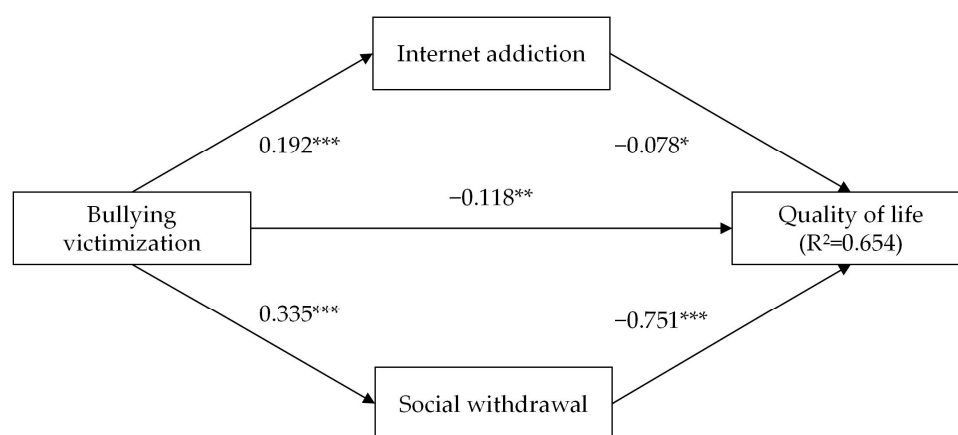 Internet addiction
0.192***
−0.078*
−0.118**
Bullying
victimization
Quality of life
(R²=0.654)
0.335***
−0.751***
Social withdrawal